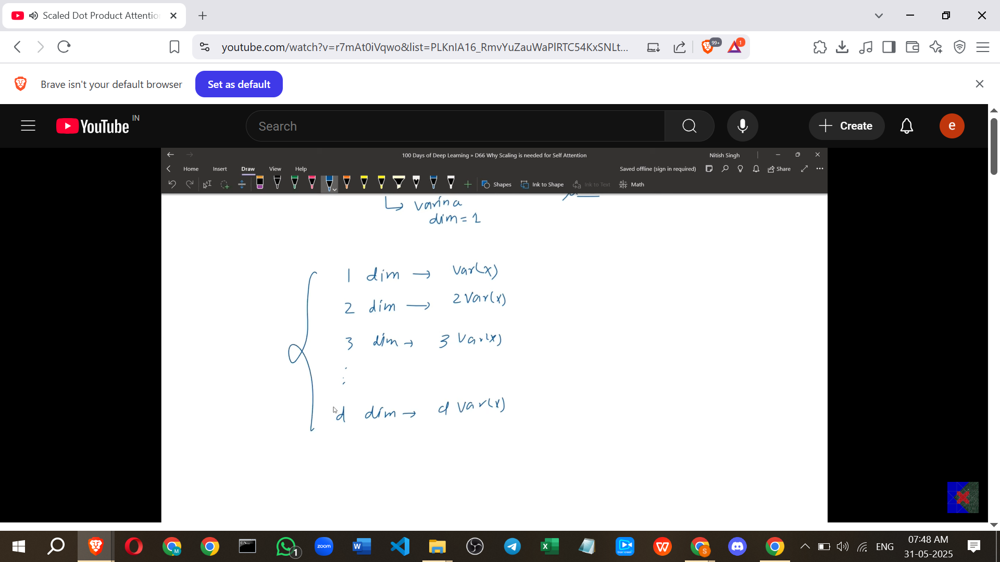 Scaled Dot Product Attentio
youtube.com/watch?v=r7mAt0iVqwo&list=PLKnIA16_RmvYuZauWaPlRTC54KxSNLt...
99+
1
Brave isn't your default browser
Set as default
YouTube IN
Search
Create
e
100 Days of Deep Learning » D66 Why Scaling is needed for Self Attention
Nitish Singh
Home Insert Draw View Help
Saved offline (sign in required)
Share
Shapes
Ink to Shape
Ink to Text
Math
varina
dim = 1
1 dim → var(x)
2 dim → 2 Var(x)
3 dim → 3 Var(x)
d dim → d Var(x)
M
C:\
1
zoom
W
X
W
S
ENG
07:48 AM
31-05-2025